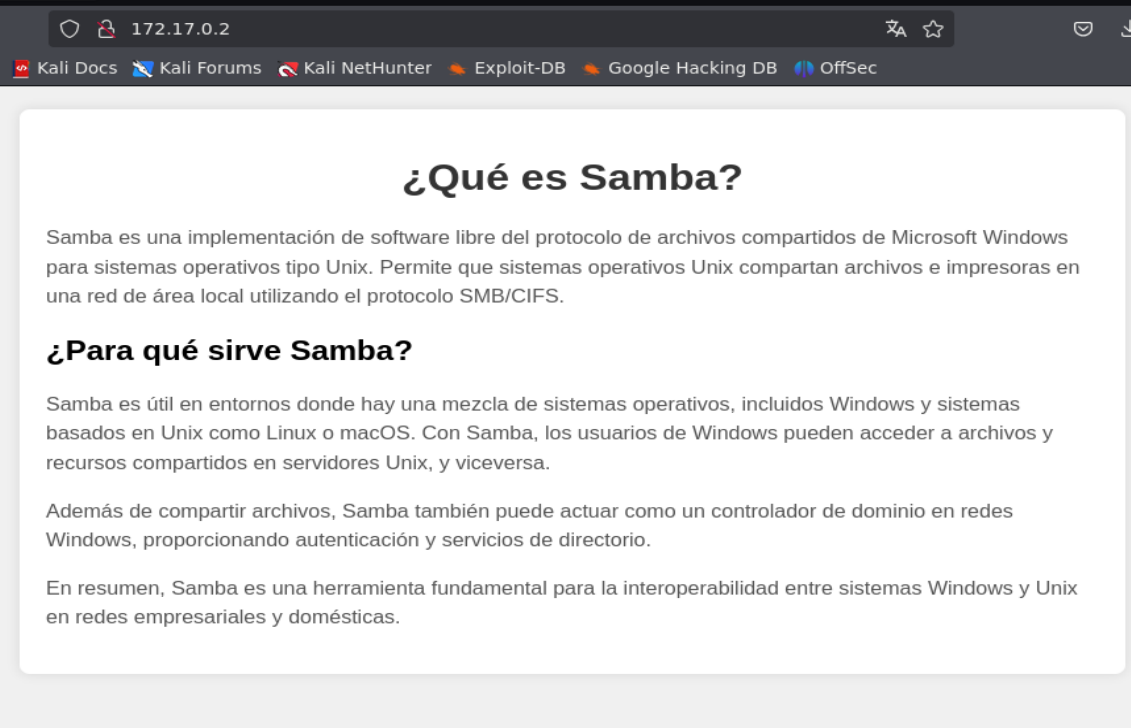 172.17.0.2
Kali Docs Kali Forums Kali NetHunter Exploit-DB Google Hacking DB OffSec
¿Qué es Samba?
Samba es una implementación de software libre del protocolo de archivos compartidos de Microsoft Windows
para sistemas operativos tipo Unix. Permite que sistemas operativos Unix compartan archivos e impresoras en
una red de área local utilizando el protocolo SMB/CIFS.
¿Para qué sirve Samba?
Samba es útil en entornos donde hay una mezcla de sistemas operativos, incluidos Windows y sistemas
basados en Unix como Linux o macOS. Con Samba, los usuarios de Windows pueden acceder a archivos y
recursos compartidos en servidores Unix, y viceversa.
Además de compartir archivos, Samba también puede actuar como un controlador de dominio en redes
Windows, proporcionando autenticación y servicios de directorio.
En resumen, Samba es una herramienta fundamental para la interoperabilidad entre sistemas Windows y Unix
en redes empresariales y domésticas.